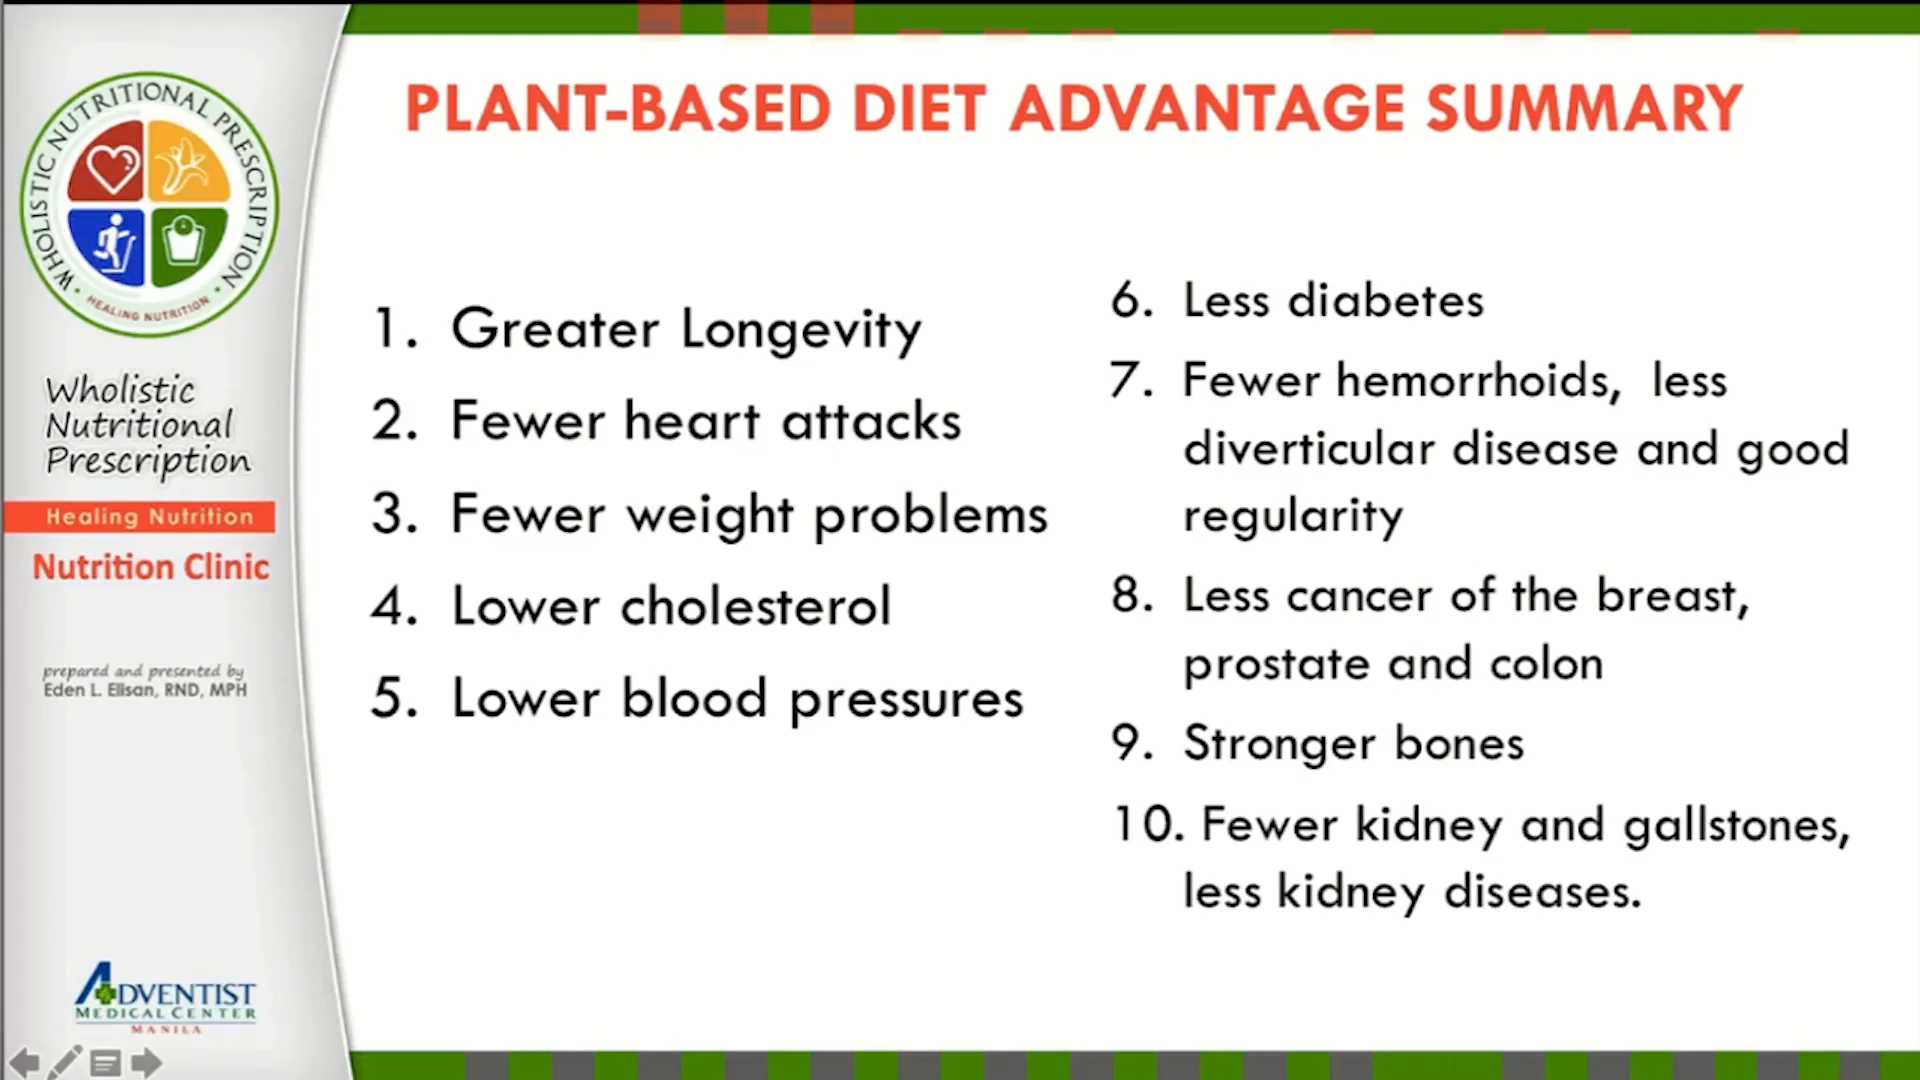 WHOLISTIC NUTRITIONAL PRESCRIPTION
• HEALING NUTRITION •
Wholistic
Nutritional
Prescription
Healing Nutrition
Nutrition Clinic
prepared and presented by
Eden L. Elisan, RND, MPH
ADVENTIST
MEDICAL CENTER
MANILA
PLANT-BASED DIET ADVANTAGE SUMMARY
1. Greater Longevity
2. Fewer heart attacks
3. Fewer weight problems
4. Lower cholesterol
5. Lower blood pressures
6. Less diabetes
7. Fewer hemorrhoids, less
diverticular disease and good
regularity
8. Less cancer of the breast,
prostate and colon
9. Stronger bones
10. Fewer kidney and gallstones,
less kidney diseases.